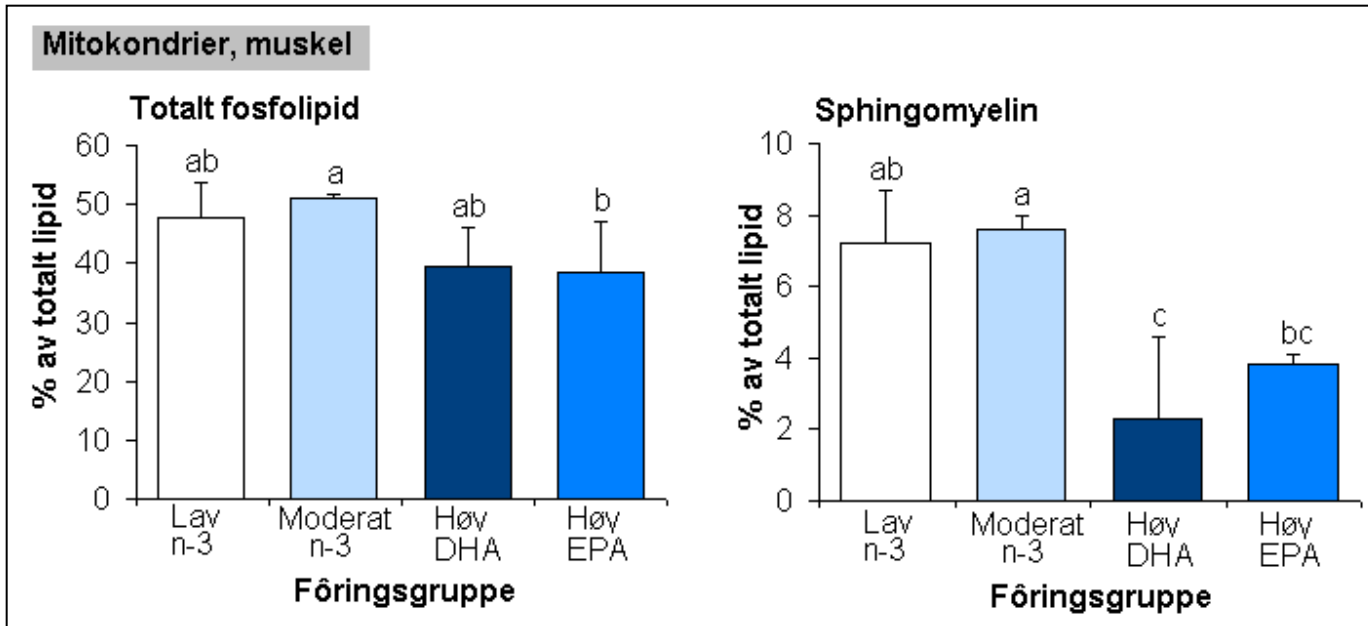 Mitokondrier, muskel
Totalt fosfolipid
% av totalt lipid
60
50
40
30
20
10
0
ab
a
ab
b
Lav
n-3
Moderat
n-3
Høy
DHA
Høy
EPA
Fôringsgruppe
Sphingomyelin
% av totalt lipid
10
8
6
4
2
0
ab
a
c
bc
Lav
n-3
Moderat
n-3
Høy
DHA
Høy
EPA
Fôringsgruppe